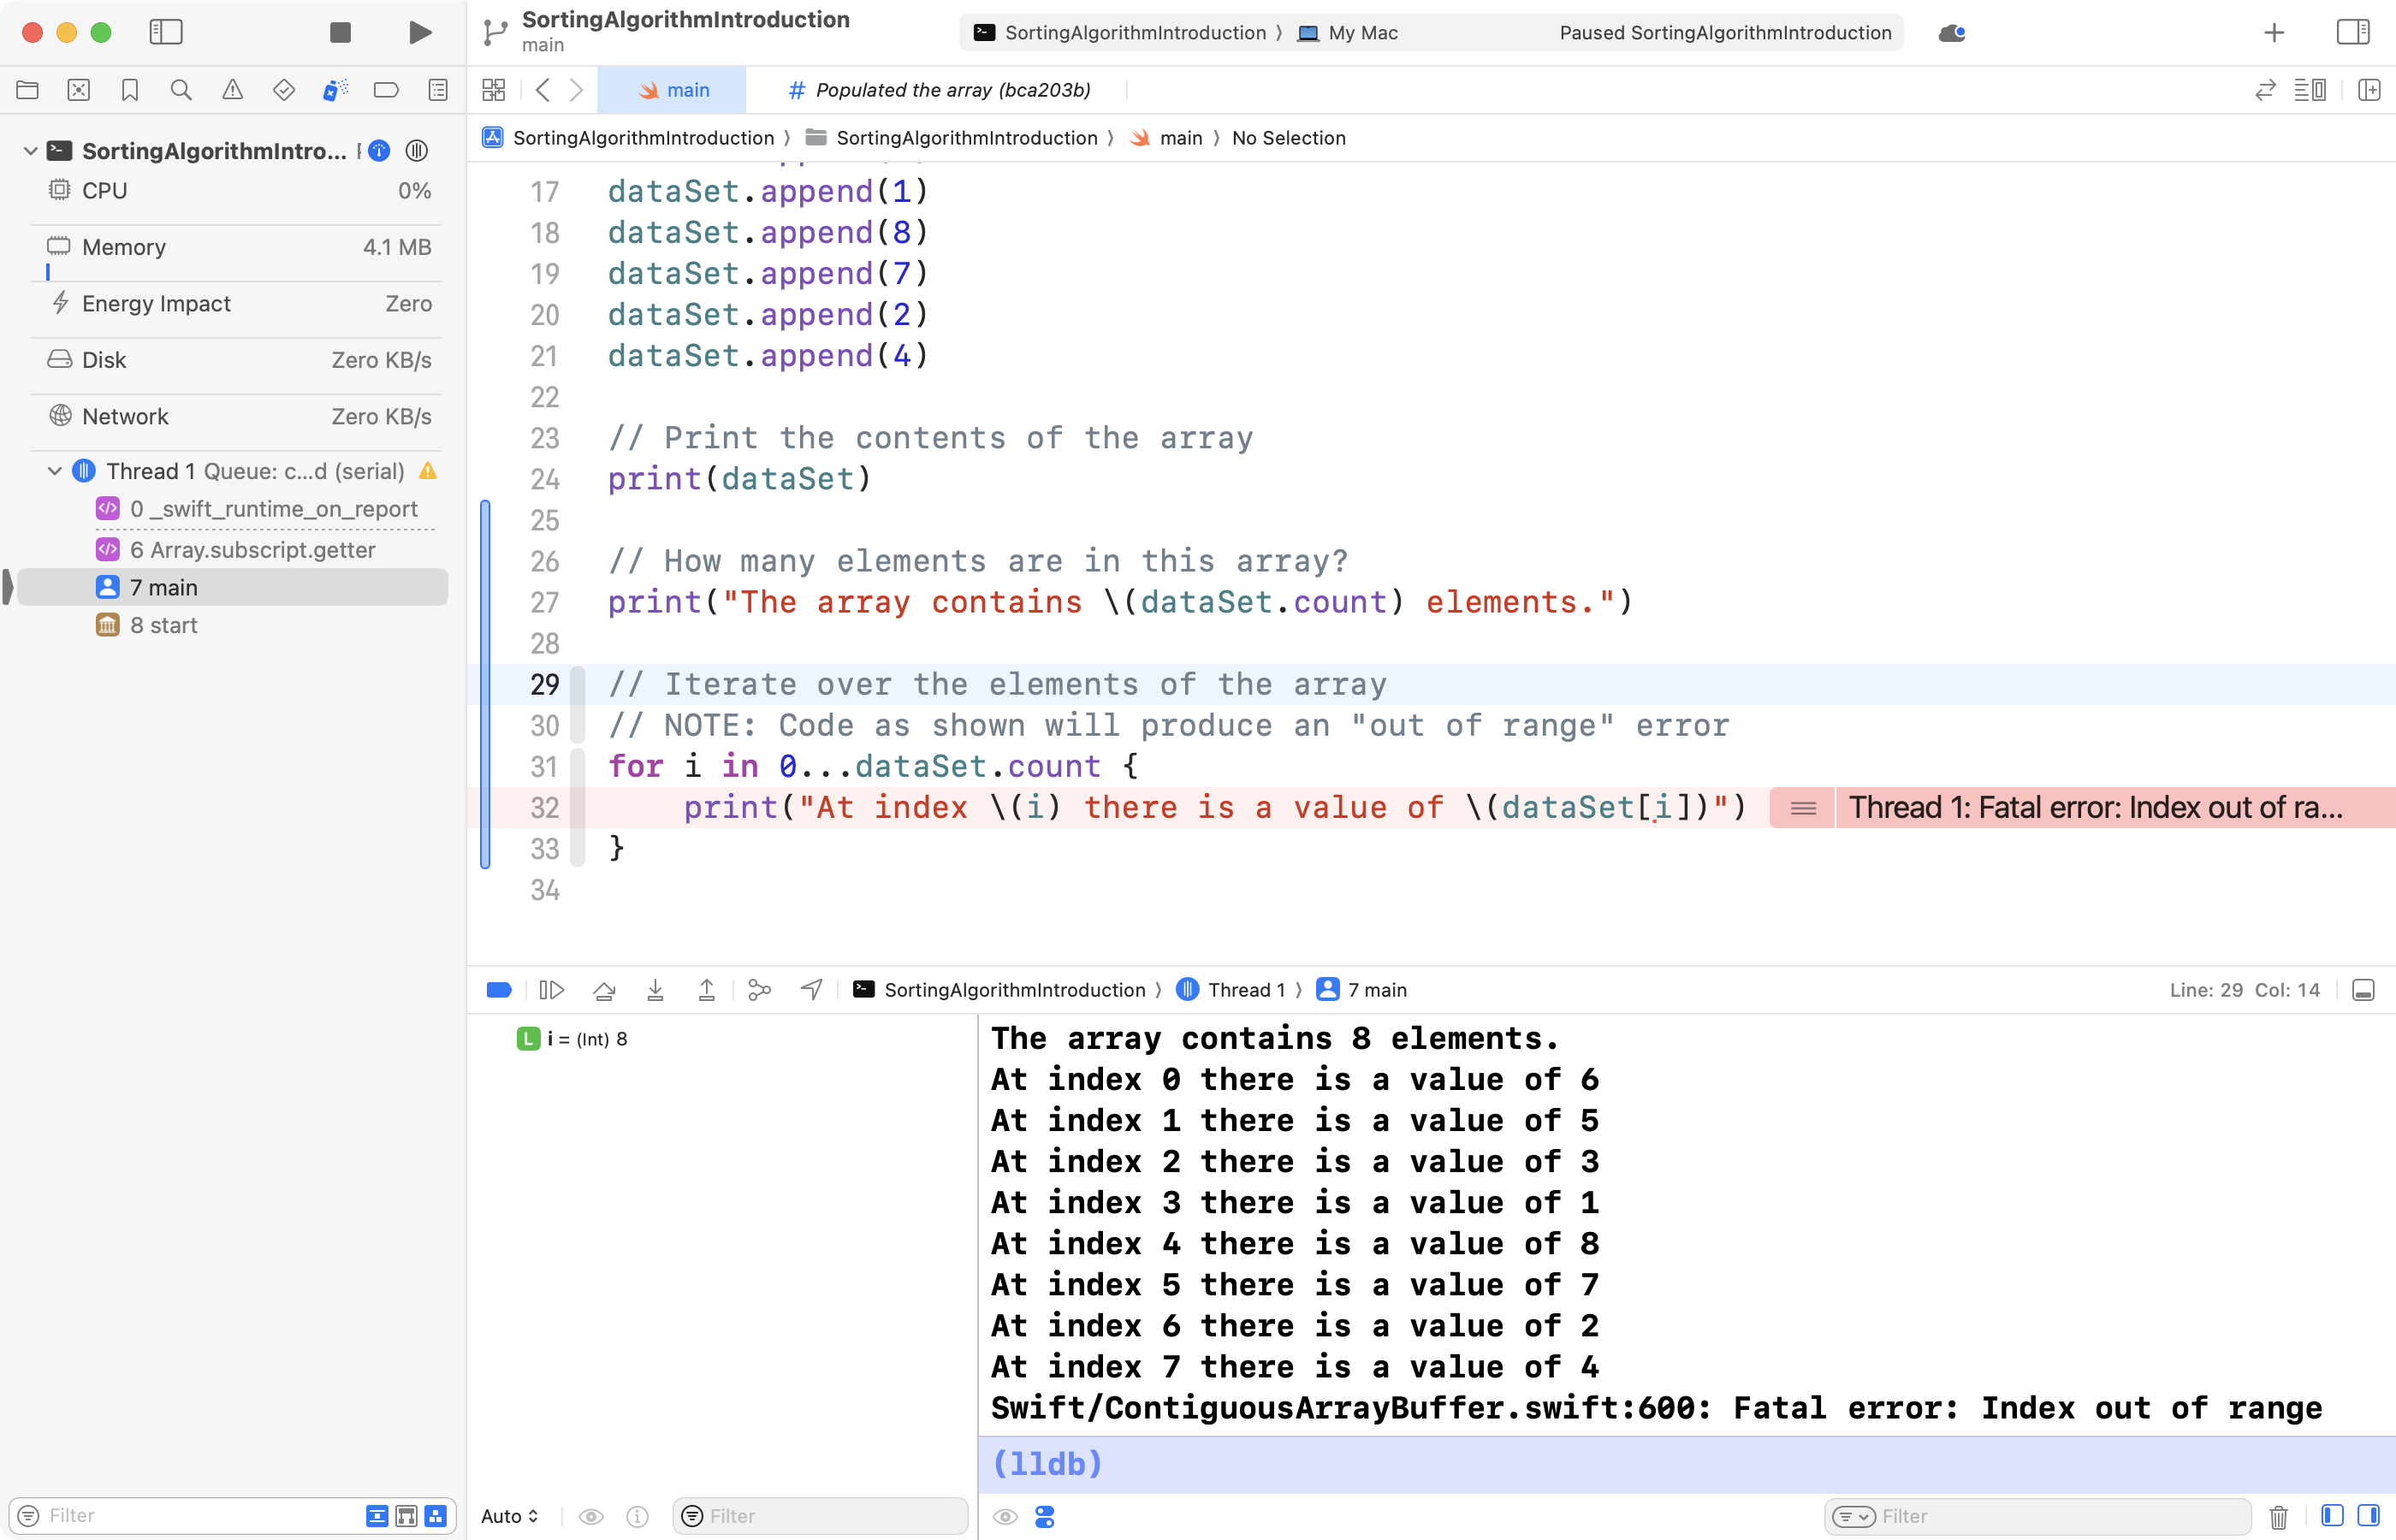 SortingAlgorithmIntroduction
main
SortingAlgorithmIntroduction 〉 My Mac
Paused SortingAlgorithmIntroduction
main
# Populated the array (bca203b)
SortingAlgorithmIntroduction 〉 SortingAlgorithmIntroduction 〉 main 〉 No Selection
SortingAlgorithmIntro...
CPU 0%
Memory 4.1 MB
Energy Impact Zero
Disk Zero KB/s
Network Zero KB/s
Thread 1 Queue: c...d (serial)
0 _swift_runtime_on_report
6 Array.subscript.getter
7 main
8 start
Filter
17 dataSet.append(1)
18 dataSet.append(8)
19 dataSet.append(7)
20 dataSet.append(2)
21 dataSet.append(4)
22
23 // Print the contents of the array
24 print(dataSet)
25
26 // How many elements are in this array?
27 print("The array contains \(dataSet.count) elements.")
28
29 // Iterate over the elements of the array
30 // NOTE: Code as shown will produce an "out of range" error
31 for i in 0...dataSet.count {
32 print("At index \(i) there is a value of \(dataSet[i])") Thread 1: Fatal error: Index out of ra...
33 }
34
SortingAlgorithmIntroduction 〉 Thread 1 〉 7 main
Line: 29 Col: 14
L i = (Int) 8
Auto
Filter
The array contains 8 elements.
At index 0 there is a value of 6
At index 1 there is a value of 5
At index 2 there is a value of 3
At index 3 there is a value of 1
At index 4 there is a value of 8
At index 5 there is a value of 7
At index 6 there is a value of 2
At index 7 there is a value of 4
Swift/ContiguousArrayBuffer.swift:600: Fatal error: Index out of range
(lldb)
Filter